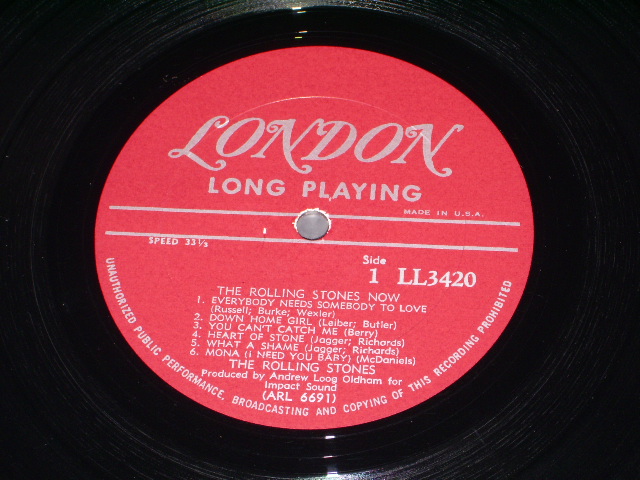 LONDON
LONG PLAYING
MADE IN U.S.A.
SPEED 33⅓
Side
1 LL3420
THE ROLLING STONES NOW
1. EVERYBODY NEEDS SOMEBODY TO LOVE
(Russell; Burke; Wexler)
2. DOWN HOME GIRL (Leiber; Butler)
3. YOU CAN'T CATCH ME (Berry)
4. HEART OF STONE (Jagger; Richards)
5. WHAT A SHAME (Jagger; Richards)
6. MONA (I NEED YOU BABY) (McDaniels)
THE ROLLING STONES
Produced by Andrew Loog Oldham for
Impact Sound
(ARL 6691)
UNAUTHORIZED PUBLIC PERFORMANCE, BROADCASTING AND COPYING OF THIS RECORDING PROHIBITED